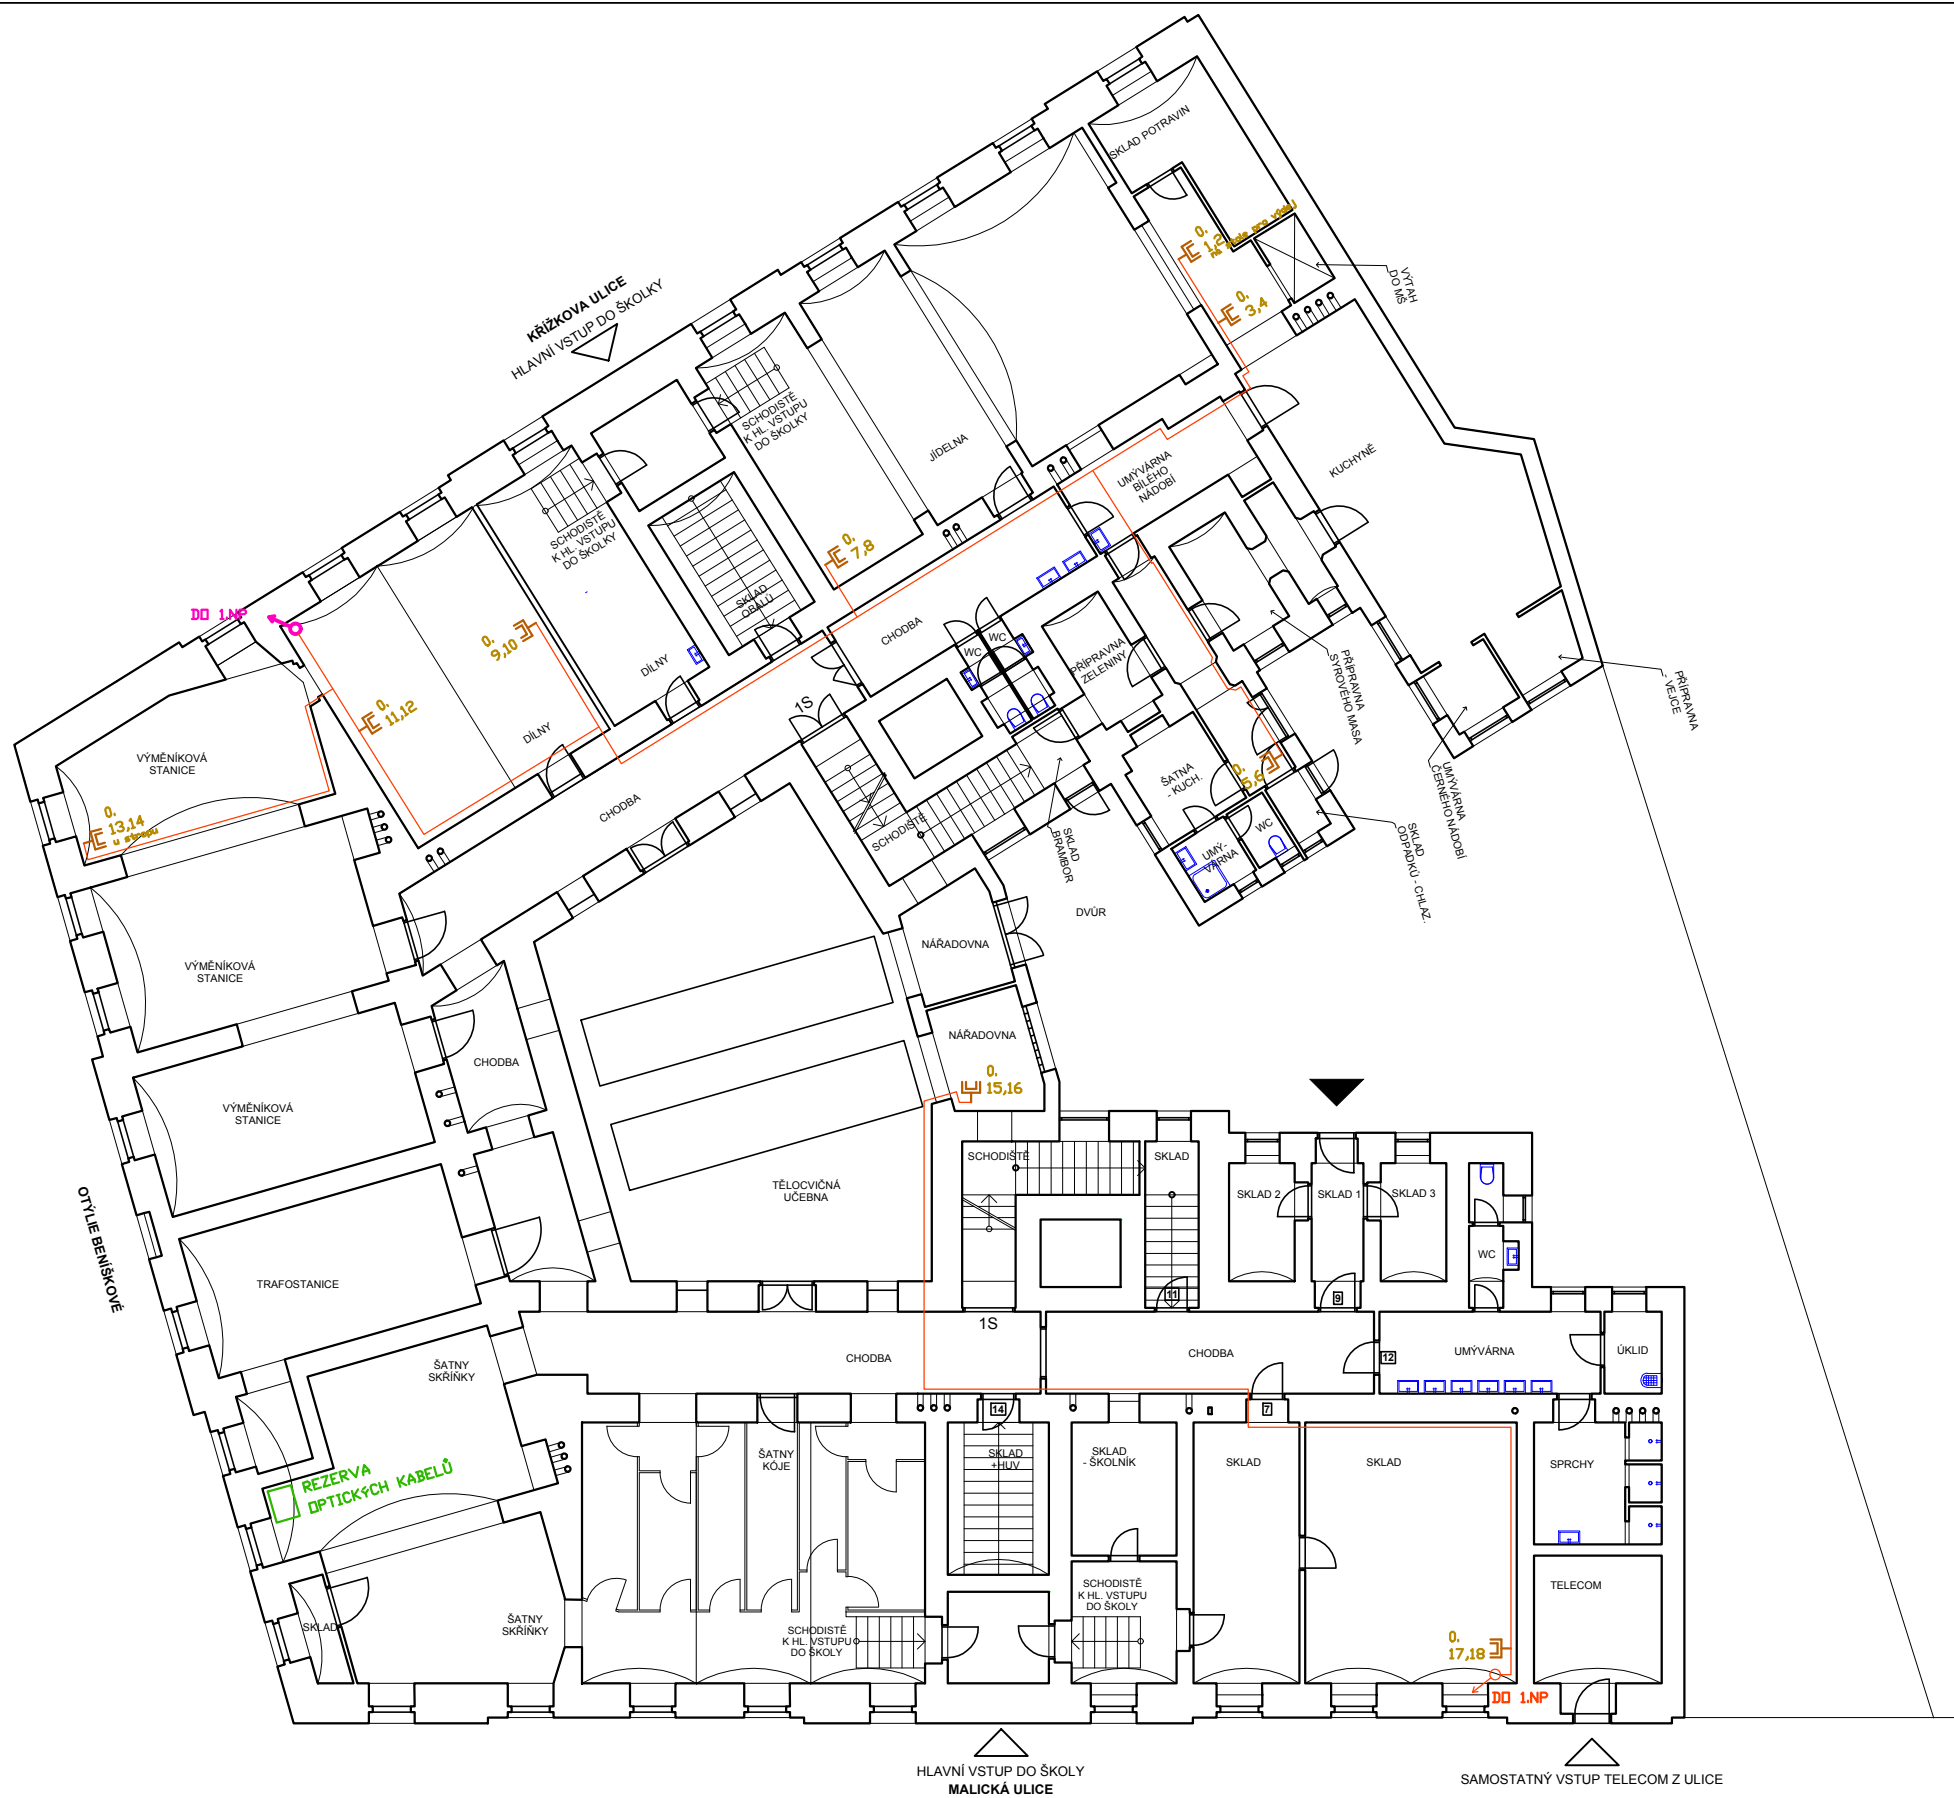 SKLAD POTRAVIN
0.
1,2
na stole pro výdej
0.
3,4
VÝTAH
DO MŠ
KŘÍŽKOVA ULICE
HLAVNÍ VSTUP DO ŠKOLKY
SCHODIŠTĚ
K HL. VSTUPU
DO ŠKOLKY
JÍDELNA
UMÝVÁRNA
BÍLÉHO
NÁDOBÍ
KUCHYNĚ
SCHODIŠTĚ
K HL. VSTUPU
DO ŠKOLKY
SKLAD
OBALŮ
0.
7,8
DO 1.NP
0.
9,10
DÍLNY
CHODBA
WC
WC
PŘÍPRAVNA
ZELENINY
PŘÍPRAVNA
SYROVÉHO MASA
PŘÍPRAVNA
- VEJCE
0.
11,12
DÍLNY
1S
VÝMĚNÍKOVÁ
STANICE
0.
13,14
u stropu
CHODBA
SCHODIŠTĚ
ŠATNA
- KUCH.
0.
5,6
UMÝVÁRNA
ČERNÉHO NÁDOBÍ
SKLAD
BRAMBOR
UMÝ-
VÁRNA
WC
SKLAD
ODPADKŮ - CHLAZ.
DVŮR
NÁŘADOVNA
VÝMĚNÍKOVÁ
STANICE
NÁŘADOVNA
0.
15,16
CHODBA
VÝMĚNÍKOVÁ
STANICE
OTÝLIE BENÍŠKOVÉ
TĚLOCVIČNÁ
UČEBNA
SCHODIŠTĚ
SKLAD
SKLAD 2
SKLAD 1
SKLAD 3
WC
TRAFOSTANICE
11
9
1S
CHODBA
CHODBA
12
UMÝVÁRNA
ÚKLID
ŠATNY
SKŘÍŇKY
14
7
ŠATNY
KÓJE
SKLAD
+HUV
SKLAD
- ŠKOLNÍK
SKLAD
SKLAD
SPRCHY
REZERVA
OPTICKÝCH KABELŮ
TELECOM
SCHODIŠTĚ
K HL. VSTUPU
DO ŠKOLY
SKLAD
ŠATNY
SKŘÍŇKY
SCHODIŠTĚ
K HL. VSTUPU
DO ŠKOLY
0.
17,18
DO 1.NP
HLAVNÍ VSTUP DO ŠKOLY
MALICKÁ ULICE
SAMOSTATNÝ VSTUP TELECOM Z ULICE